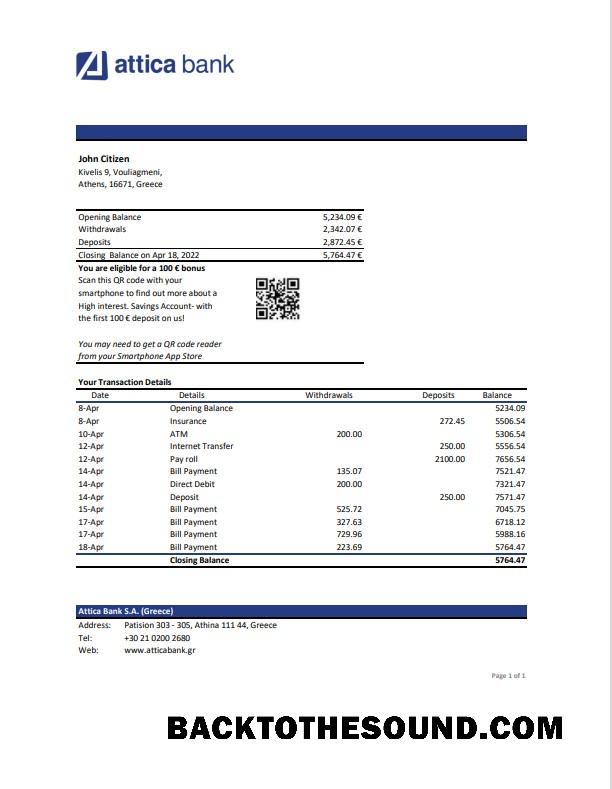 attica bank
John Citizen
Kivelis 9, Vouliagmeni,
Athens, 16671, Greece
Opening Balance 5,234.09 €
Withdrawals 2,342.07 €
Deposits 2,872.45 €
Closing Balance on Apr 18, 2022 5,764.47 €
You are eligible for a 100 € bonus
Scan this QR code with your
smartphone to find out more about a
High interest. Savings Account- with
the first 100 € deposit on us!
You may need to get a QR code reader
from your Smartphone App Store
Your Transaction Details
Date Details Withdrawals Deposits Balance
8-Apr Opening Balance 5234.09
8-Apr Insurance 272.45 5506.54
10-Apr ATM 200.00 5306.54
12-Apr Internet Transfer 250.00 5556.54
12-Apr Pay roll 2100.00 7656.54
14-Apr Bill Payment 135.07 7521.47
14-Apr Direct Debit 200.00 7321.47
14-Apr Deposit 250.00 7571.47
15-Apr Bill Payment 525.72 7045.75
17-Apr Bill Payment 327.63 6718.12
17-Apr Bill Payment 729.96 5988.16
18-Apr Bill Payment 223.69 5764.47
Closing Balance 5764.47
Attica Bank S.A. (Greece)
Address: Patision 303 - 305, Athina 111 44, Greece
Tel: +30 21 0200 2680
Web: www.atticabank.gr
Page 1 of 1
BACKTOTHESOUND.COM